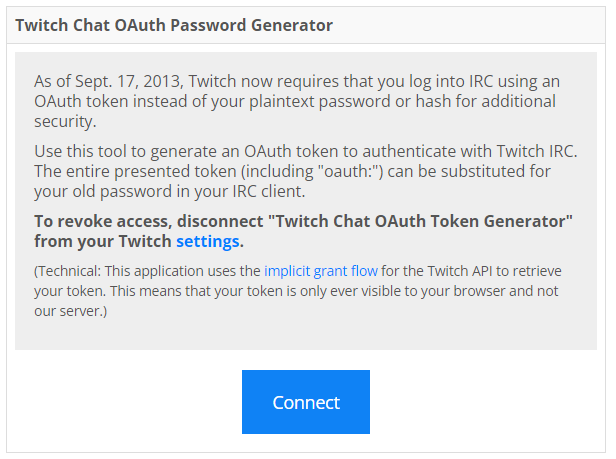 Twitch Chat OAuth Password Generator
As of Sept. 17, 2013, Twitch now requires that you log into IRC using an
OAuth token instead of your plaintext password or hash for additional
security.
Use this tool to generate an OAuth token to authenticate with Twitch IRC.
The entire presented token (including "oauth:") can be substituted for
your old password in your IRC client.
To revoke access, disconnect "Twitch Chat OAuth Token Generator"
from your Twitch settings.
(Technical: This application uses the implicit grant flow for the Twitch API to retrieve
your token. This means that your token is only ever visible to your browser and not
our server.)
Connect